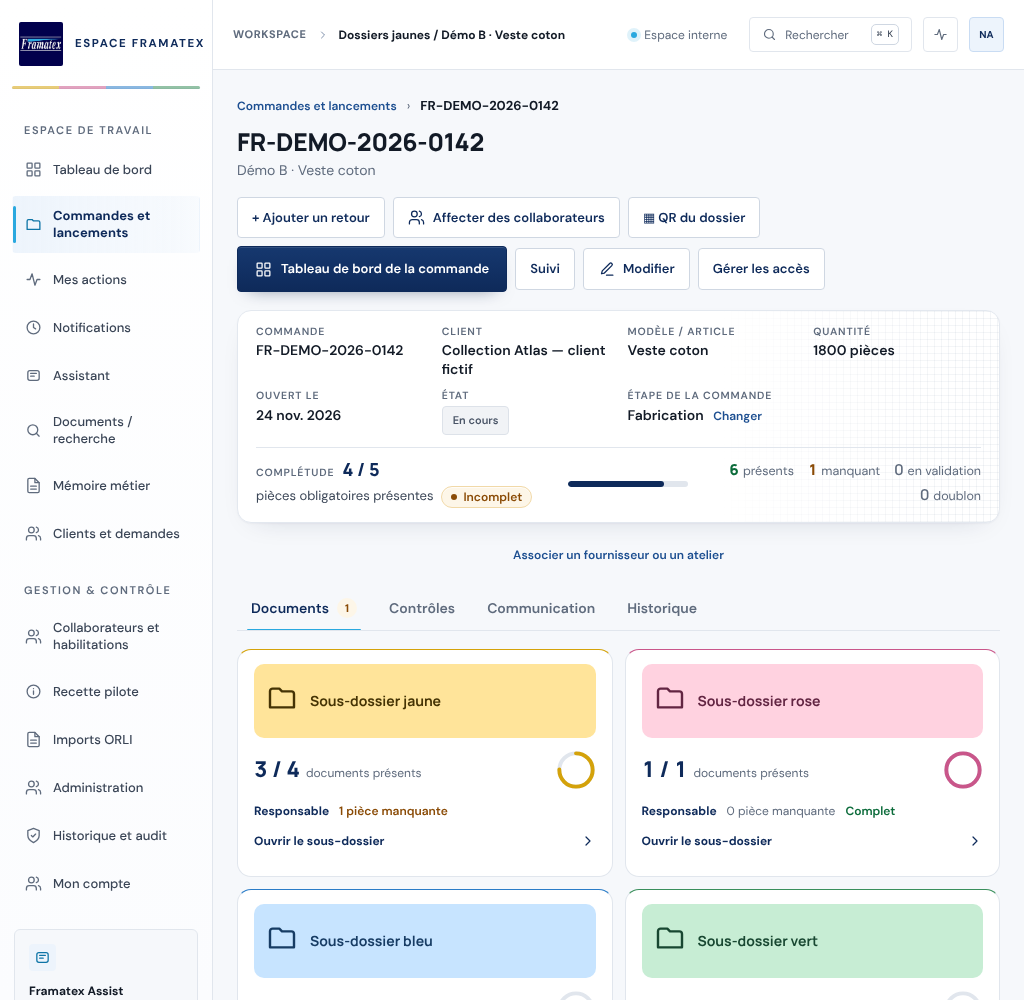 Framatex
ESPACE FRAMATEX
WORKSPACE
Dossiers jaunes / Démo B · Veste coton
Espace interne
Rechercher
⌘ K
NA
ESPACE DE TRAVAIL
Tableau de bord
Commandes et
lancements
Mes actions
Notifications
Assistant
Documents /
recherche
Mémoire métier
Clients et demandes
GESTION & CONTRÔLE
Collaborateurs et
habilitations
Recette pilote
Imports ORLI
Administration
Historique et audit
Mon compte
Framatex Assist
Commandes et lancements › FR-DEMO-2026-0142
FR-DEMO-2026-0142
Démo B · Veste coton
+ Ajouter un retour
Affecter des collaborateurs
▦ QR du dossier
Tableau de bord de la commande
Suivi
Modifier
Gérer les accès
COMMANDE
FR-DEMO-2026-0142
CLIENT
Collection Atlas — client
fictif
MODÈLE / ARTICLE
Veste coton
QUANTITÉ
1800 pièces
OUVERT LE
24 nov. 2026
ÉTAT
En cours
ÉTAPE DE LA COMMANDE
Fabrication Changer
COMPLÉTUDE 4 / 5
pièces obligatoires présentes
Incomplet
6 présents 1 manquant 0 en validation
0 doublon
Associer un fournisseur ou un atelier
Documents 1
Contrôles
Communication
Historique
Sous-dossier jaune
3 / 4 documents présents
Responsable 1 pièce manquante
Ouvrir le sous-dossier
Sous-dossier rose
1 / 1 documents présents
Responsable 0 pièce manquante Complet
Ouvrir le sous-dossier
Sous-dossier bleu
Sous-dossier vert